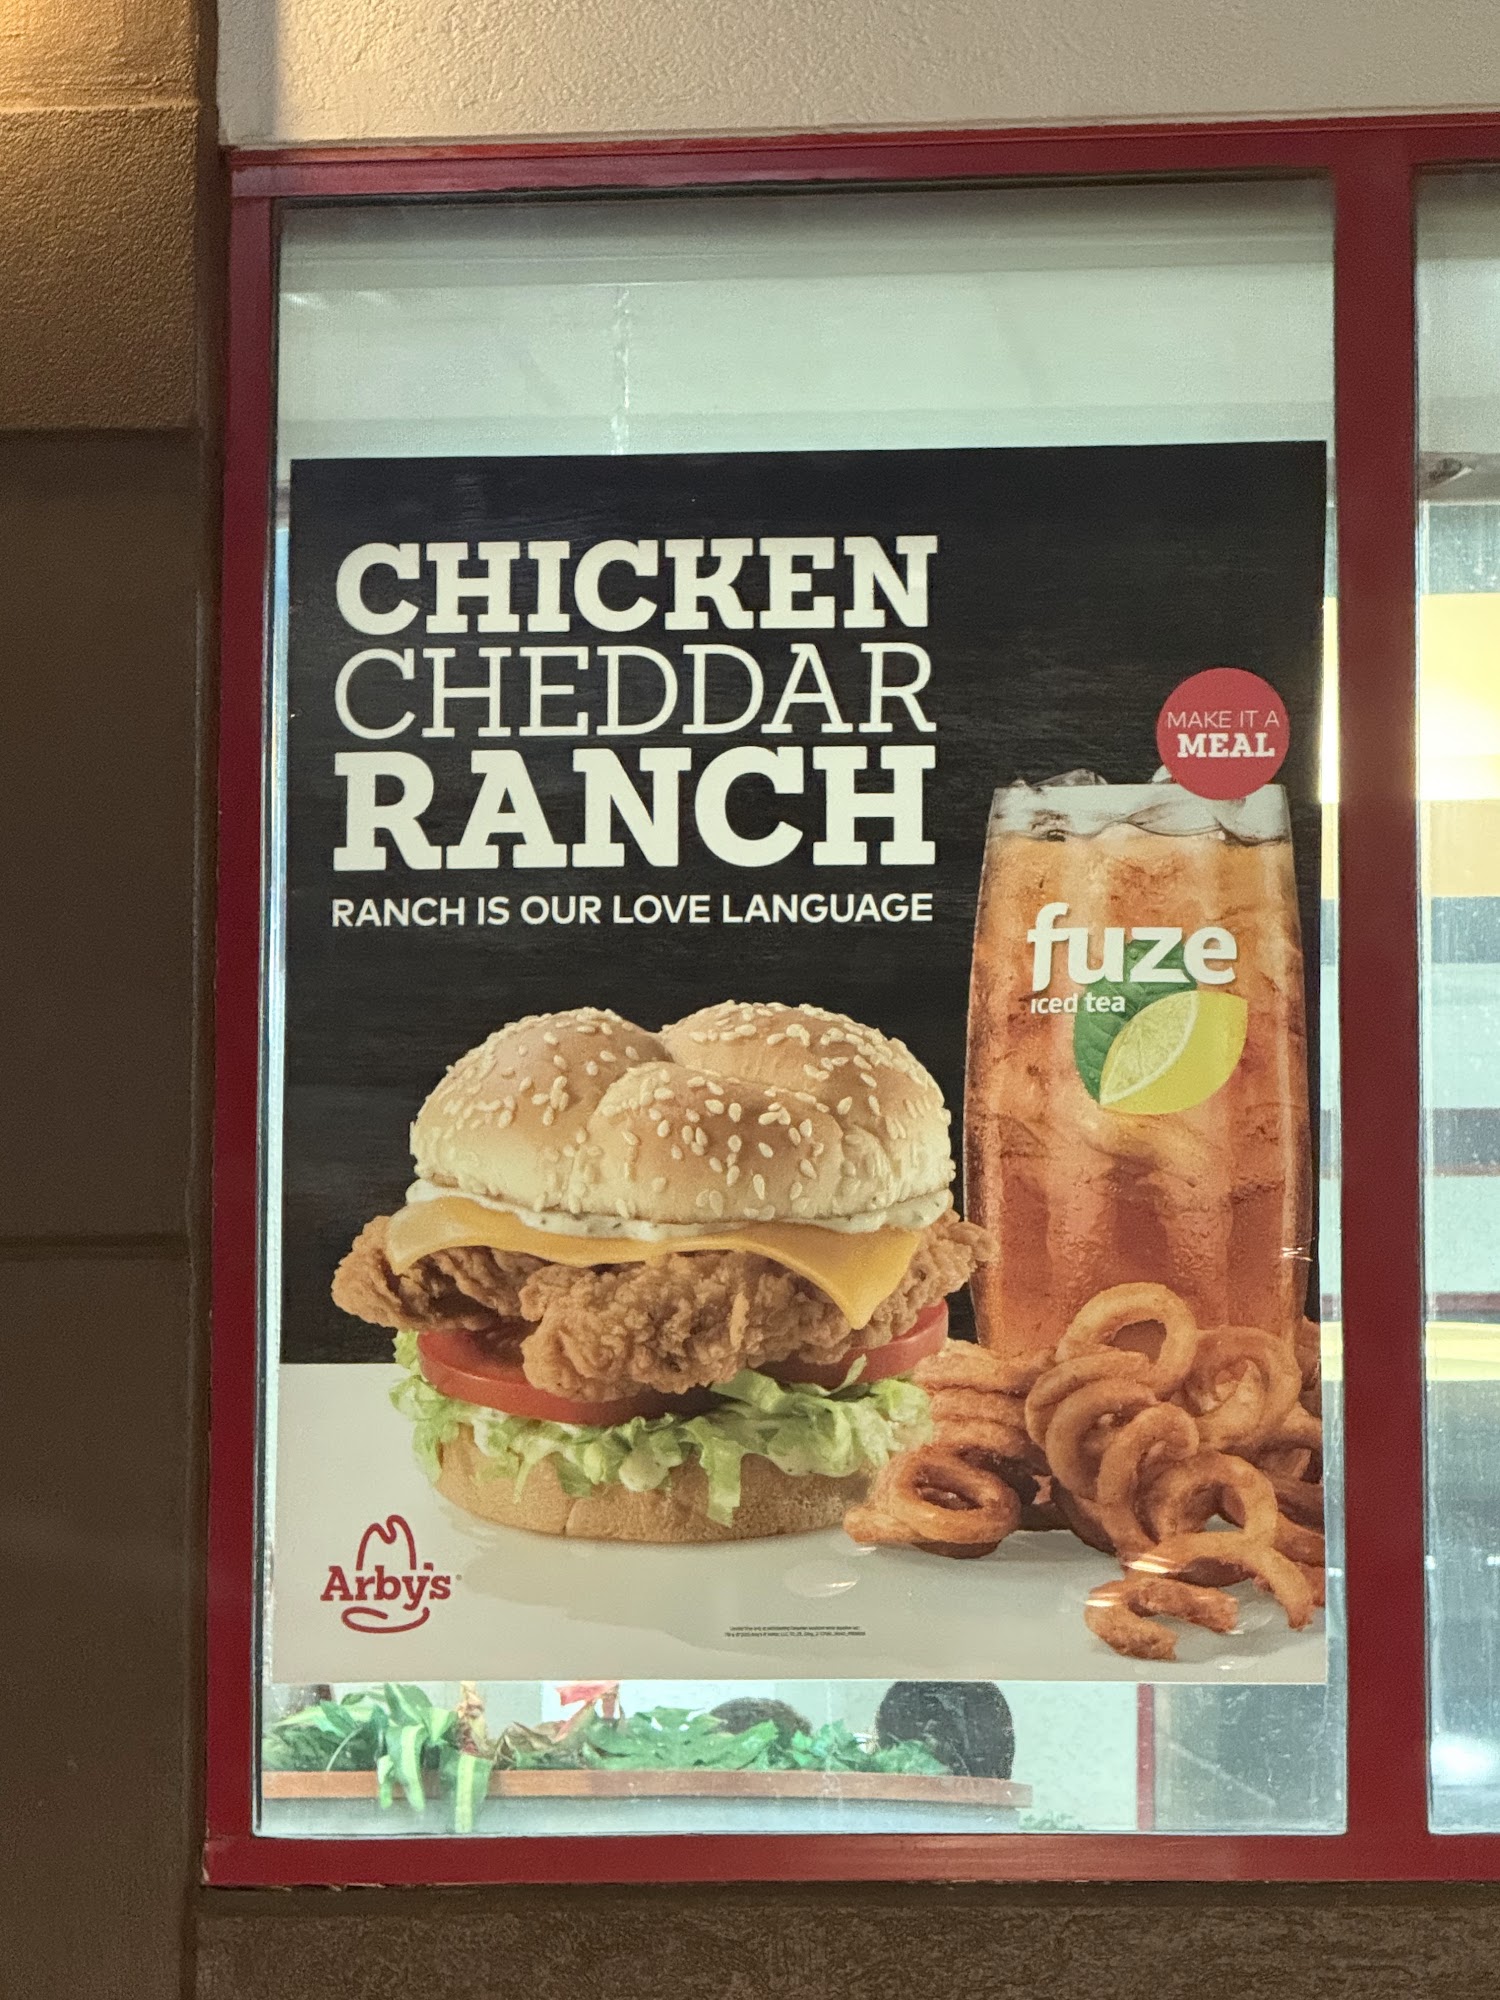 CHICKEN
CHEDDAR
RANCH
RANCH IS OUR LOVE LANGUAGE
MAKE IT A
MEAL
fuze
iced tea
Arby's